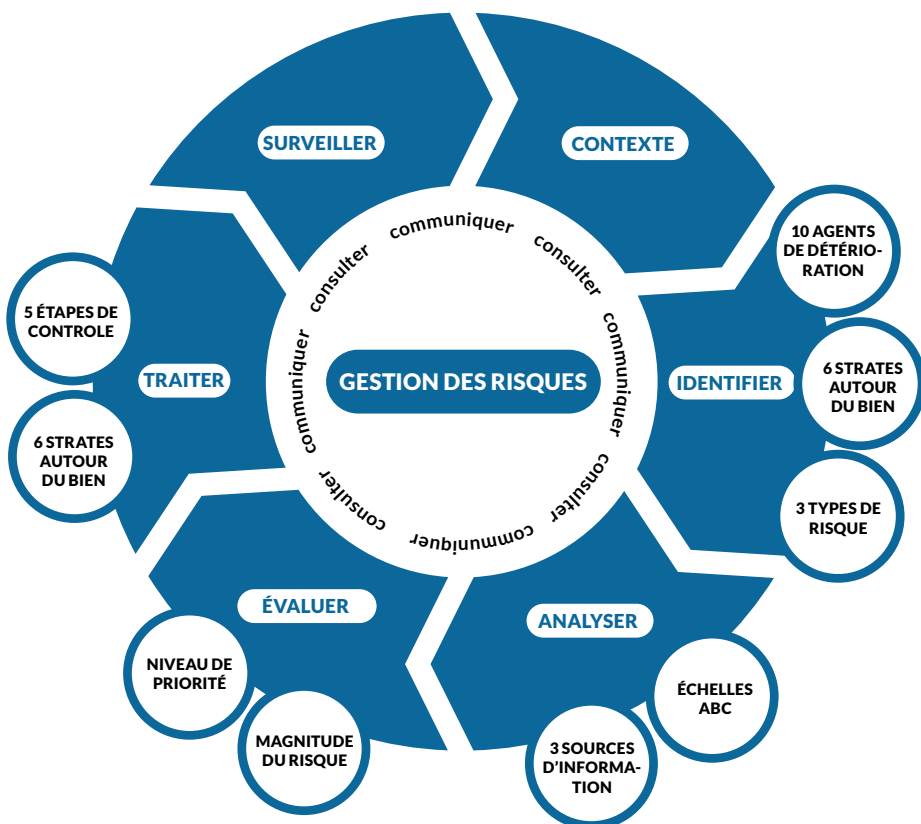 SURVEILLER
CONTEXTE
communiquer
consulter
communiquer
consulter
communiquer
consulter
communiquer
consulter
GESTION DES RISQUES
10 AGENTS
DE DÉTÉRIO-
RATION
IDENTIFIER
6 STRATES
AUTOUR
DU BIEN
3 TYPES DE
RISQUE
ANALYSER
ÉCHELLES
ABC
3 SOURCES
D’INFORMA-
TION
ÉVALUER
MAGNITUDE
DU RISQUE
NIVEAU DE
PRIORITÉ
TRAITER
6 STRATES
AUTOUR
DU BIEN
5 ÉTAPES DE
CONTROLE